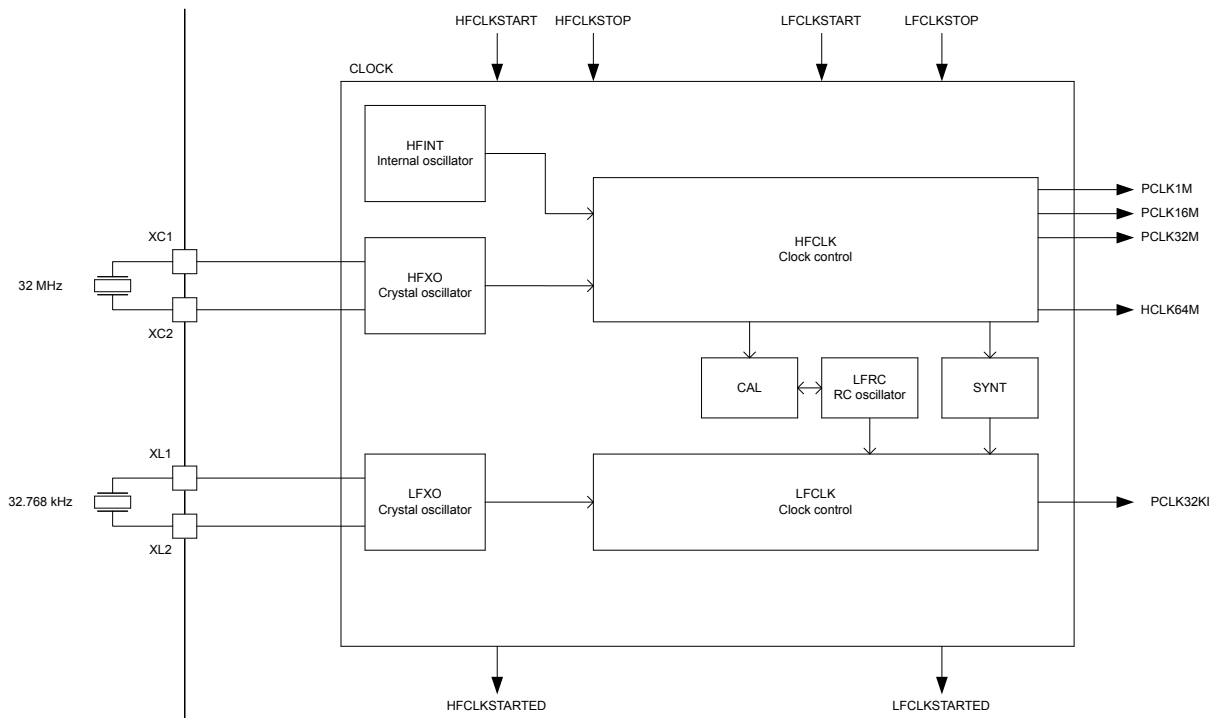 HFCLKSTART
HFCLKSTOP
LFCLKSTART
LFCLKSTOP
CLOCK
HFINT
Internal oscillator
PCLK1M
PCLK16M
PCLK32M
XC1
HFCLK
Clock control
HFXO
Crystal oscillator
32 MHz
HCLK64M
XC2
CAL
LFRC
RC oscillator
SYNT
XL1
32.768 kHz
LFXO
Crystal oscillator
LFCLK
Clock control
PCLK32KI
XL2
HFCLKSTARTED
LFCLKSTARTED